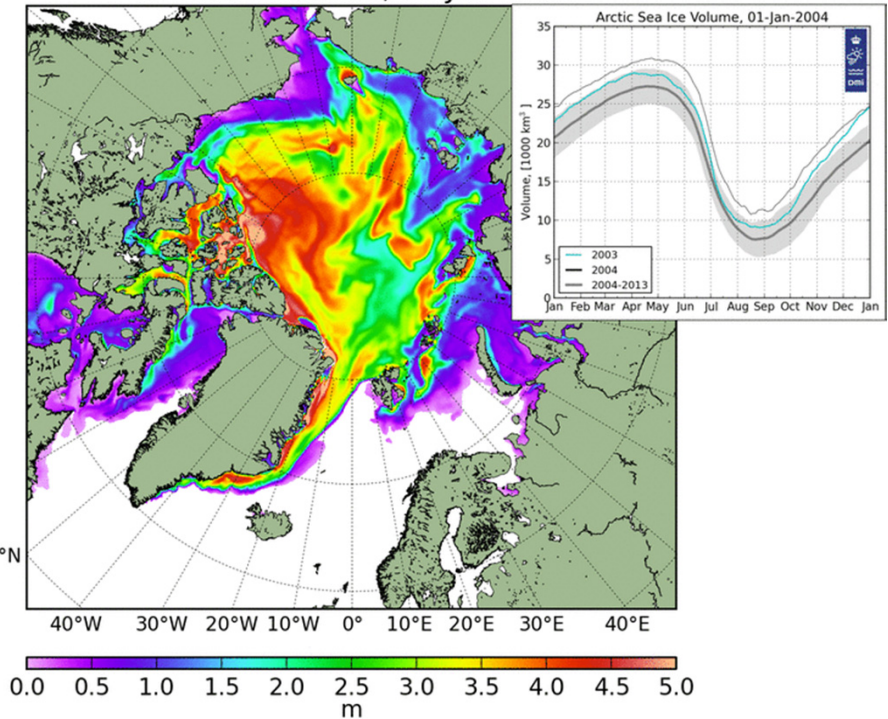 Arctic Sea Ice Volume, 01-Jan-2004
35
30
25
20
15
10
5
0
Volume, [1000 km³ ]
DMI
2003
2004
2004-2013
Jan Feb Mar Apr May Jun Jul Aug Sep Oct Nov Dec Jan
°N
40°W 30°W 20°W 10°W 0° 10°E 20°E 30°E 40°E
0.0 0.5 1.0 1.5 2.0 2.5 3.0 3.5 4.0 4.5 5.0
m